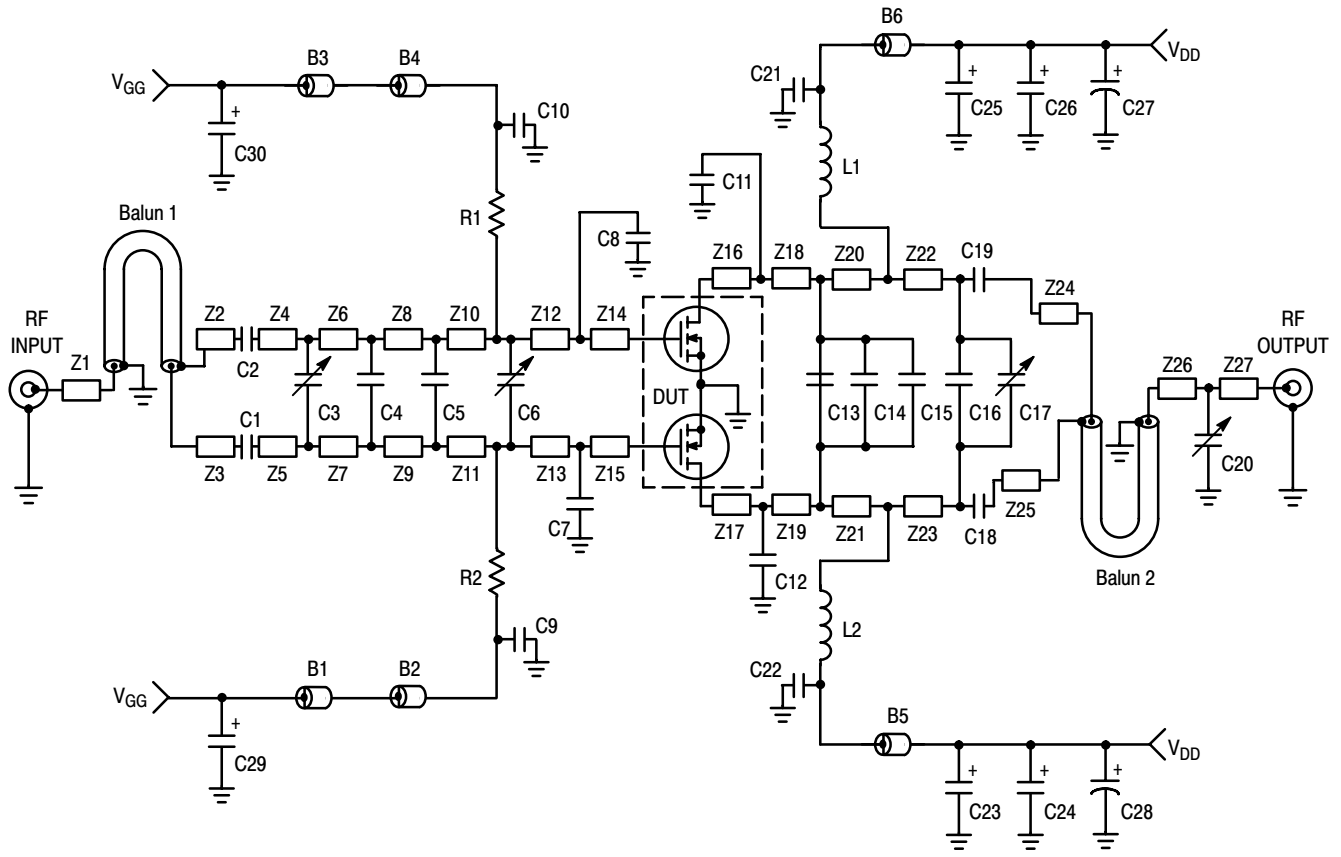 B6
V_DD
B3 B4
V_GG
C21
C10
C25 C26 C27
C30
L1
C11
Balun 1
R1
C8
Z16 Z18 Z20 Z22 C19
Z24
Z2 Z4 Z6 Z8 Z10 Z12 Z14
RF
INPUT
Z1
C2
RF
OUTPUT
Z26 Z27
DUT
C3 C4 C5 C6
C13 C14 C15 C16 C17
C1
C20
Z3 Z5 Z7 Z9 Z11 Z13 Z15
Z25
C7
Z17 Z19 Z21 Z23 C18
C12
Balun 2
R2
L2
C9
C22
B1 B2
V_GG
B5
V_DD
C29
C23 C24 C28
+
+
+
+
+
+
+
+